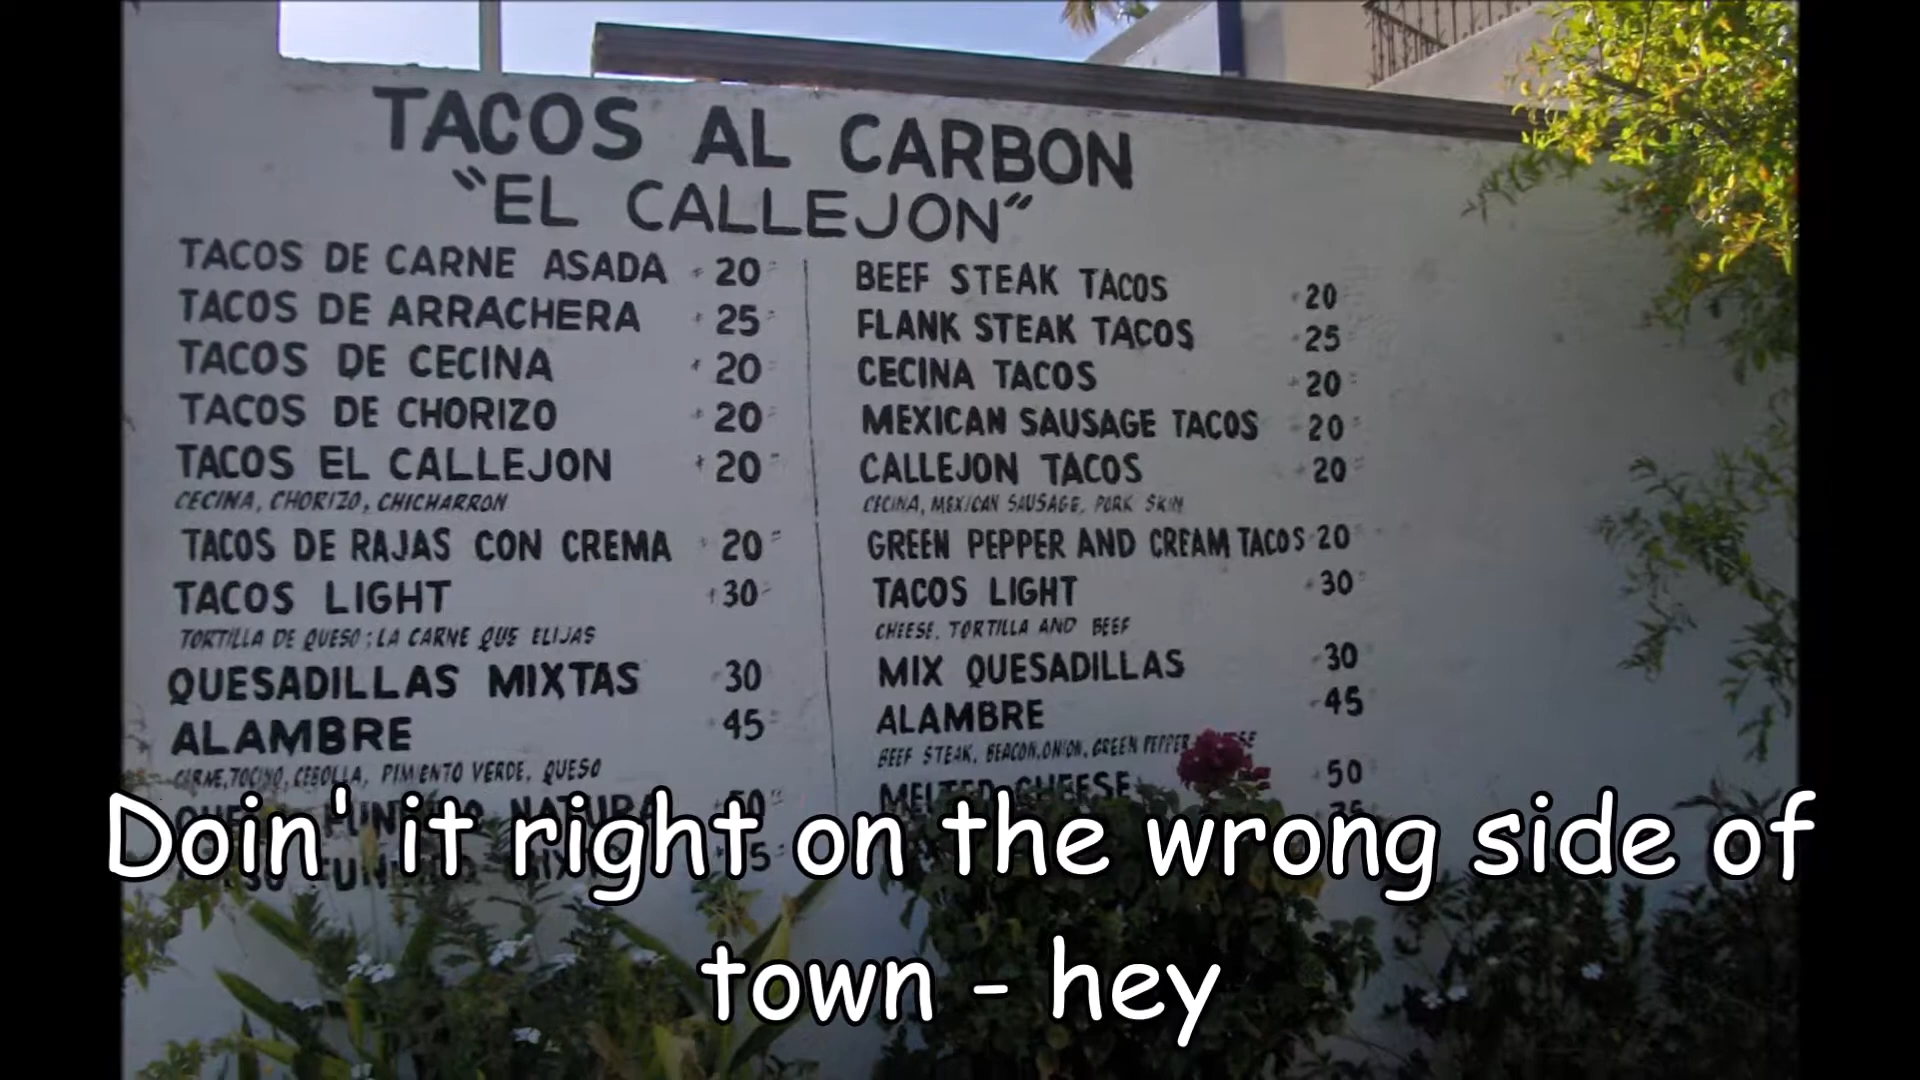 TACOS AL CARBON
"EL CALLEJON"
TACOS DE CARNE ASADA 20
TACOS DE ARRACHERA 25
TACOS DE CECINA 20
TACOS DE CHORIZO 20
TACOS EL CALLEJON 20
CECINA, CHORIZO, CHICHARRON
TACOS DE RAJAS CON CREMA 20
TACOS LIGHT 30
TORTILLA DE QUESO; LA CARNE QUE ELIJAS
QUESADILLAS MIXTAS 30
ALAMBRE 45
CARNE, TOCINO, CEBOLLA, PIMIENTO VERDE, QUESO
BEEF STEAK TACOS 20
FLANK STEAK TACOS 25
CECINA TACOS 20
MEXICAN SAUSAGE TACOS 20
CALLEJON TACOS 20
CECINA, MEXICAN SAUSAGE, PORK SKIN
GREEN PEPPER AND CREAM TACOS 20
TACOS LIGHT 30
CHEESE, TORTILLA AND BEEF
MIX QUESADILLAS 30
ALAMBRE 45
BEEF STEAK, BEACON, ONION, GREEN PEPPER
MELTED CHEESE 50
Doin' it right on the wrong side of
town - hey